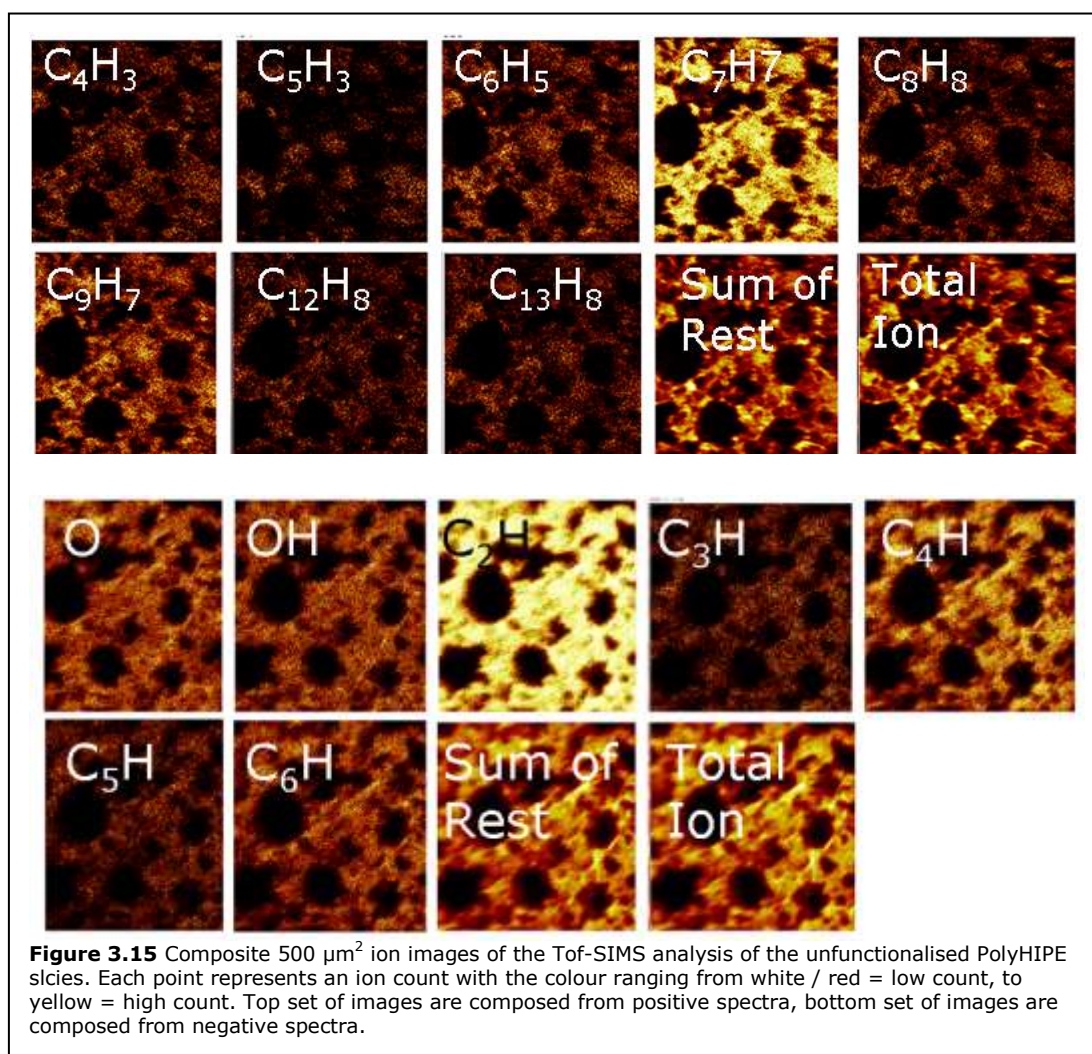 C₄H₃ C₅H₃ C₆H₅ C₇H7 C₈H₈
C₉H₇ C₁₂H₈ C₁₃H₈ Sum of Rest Total Ion
O OH C₂H C₃H C₄H
C₅H C₆H Sum of Rest Total Ion
Figure 3.15 Composite 500 µm² ion images of the Tof-SIMS analysis of the unfunctionalised PolyHIPE
slcies. Each point represents an ion count with the colour ranging from white / red = low count, to
yellow = high count. Top set of images are composed from positive spectra, bottom set of images are
composed from negative spectra.